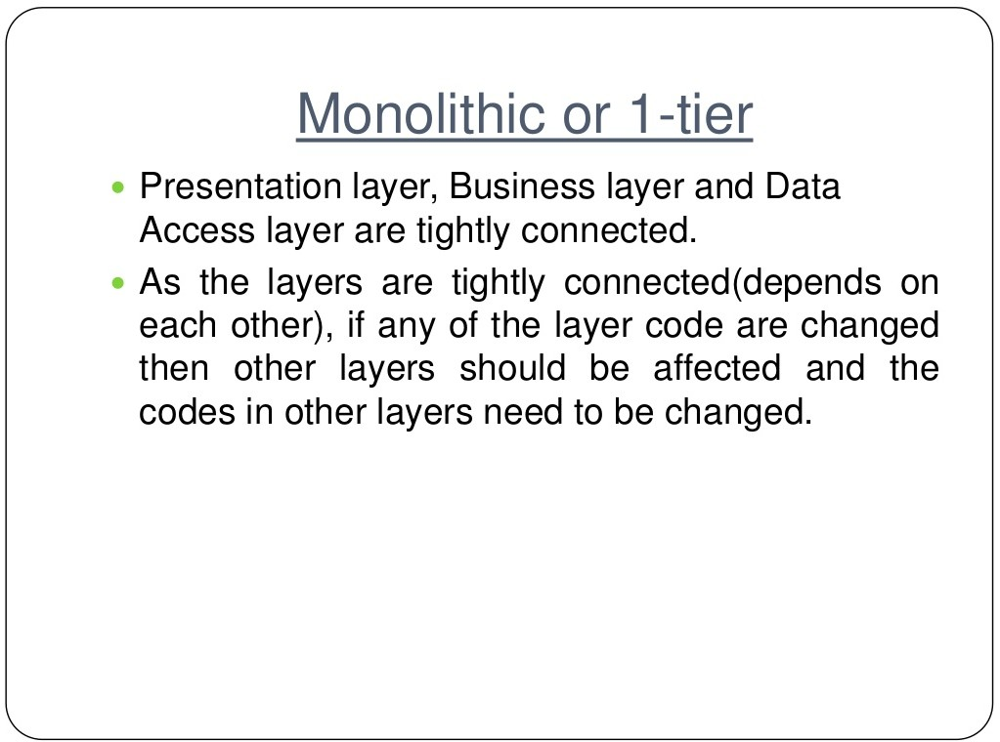 Monolithic or 1-tier
• Presentation layer, Business layer and Data
Access layer are tightly connected.
• As the layers are tightly connected(depends on
each other), if any of the layer code are changed
then other layers should be affected and the
codes in other layers need to be changed.